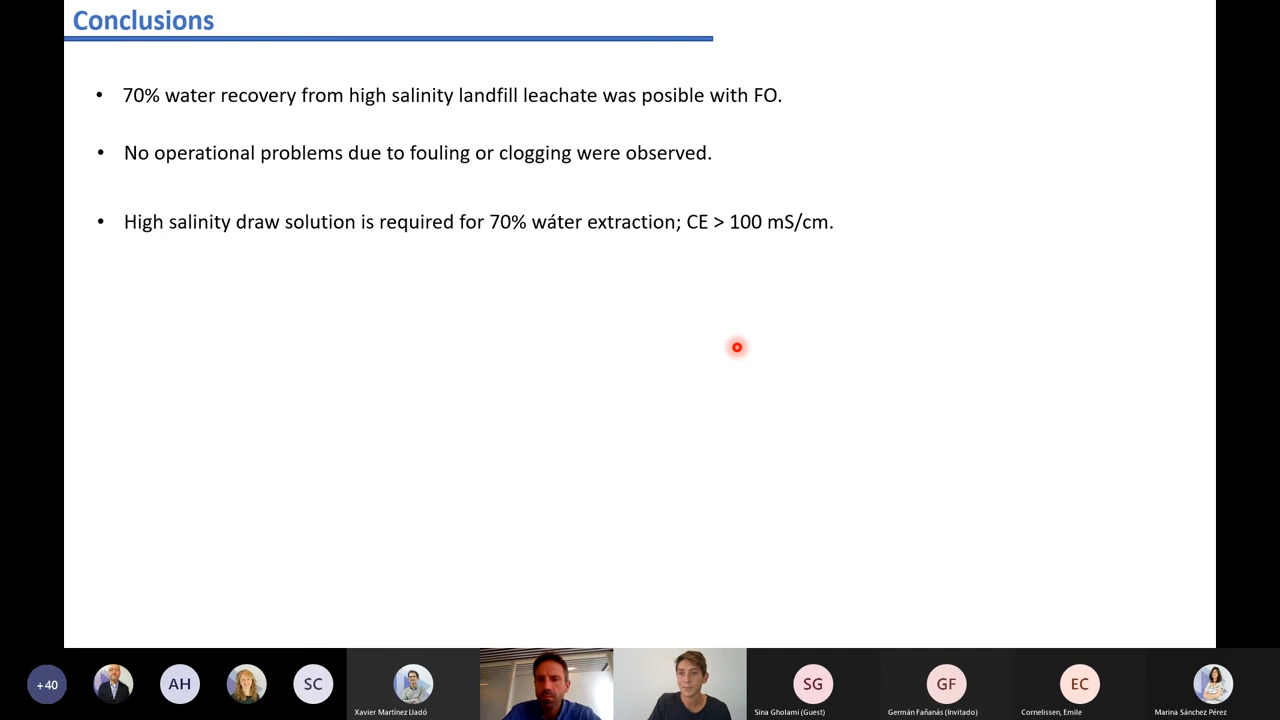 Conclusions
• 70% water recovery from high salinity landfill leachate was posible with FO.
• No operational problems due to fouling or clogging were observed.
• High salinity draw solution is required for 70% wáter extraction; CE > 100 mS/cm.
+40
AH
SC
SG
GF
EC
Xavier Martínez Lladó
Sina Gholami (Guest)
Germán Fañanás (Invitado)
Cornelissen, Emile
Marina Sánchez Pérez